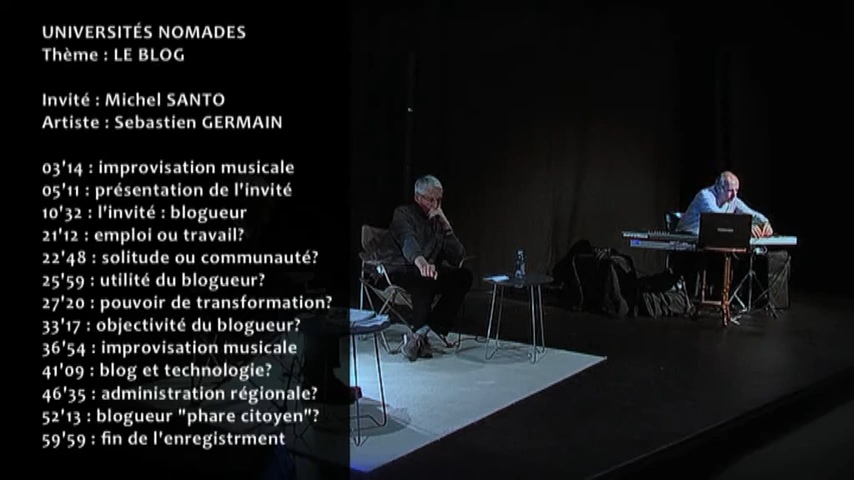 UNIVERSITÉS NOMADES
Thème : LE BLOG
Invité : Michel SANTO
Artiste : Sebastien GERMAIN
03'14 : improvisation musicale
05'11 : présentation de l'invité
10'32 : l'invité : blogueur
21'12 : emploi ou travail?
22'48 : solitude ou communauté?
25'59 : utilité du blogueur?
27'20 : pouvoir de transformation?
33'17 : objectivité du blogueur?
36'54 : improvisation musicale
41'09 : blog et technologie?
46'35 : administration régionale?
52'13 : blogueur "phare citoyen"?
59'59 : fin de l'enregistrment